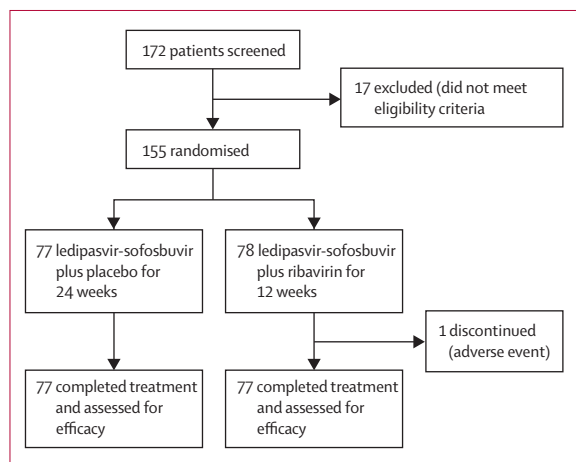 172 patients screened
17 excluded (did not meet
eligibility criteria
155 randomised
77 ledipasvir-sofosbuvir
plus placebo for
24 weeks
78 ledipasvir-sofosbuvir
plus ribavirin for
12 weeks
1 discontinued
(adverse event)
77 completed treatment
and assessed for
efficacy
77 completed treatment
and assessed for
efficacy